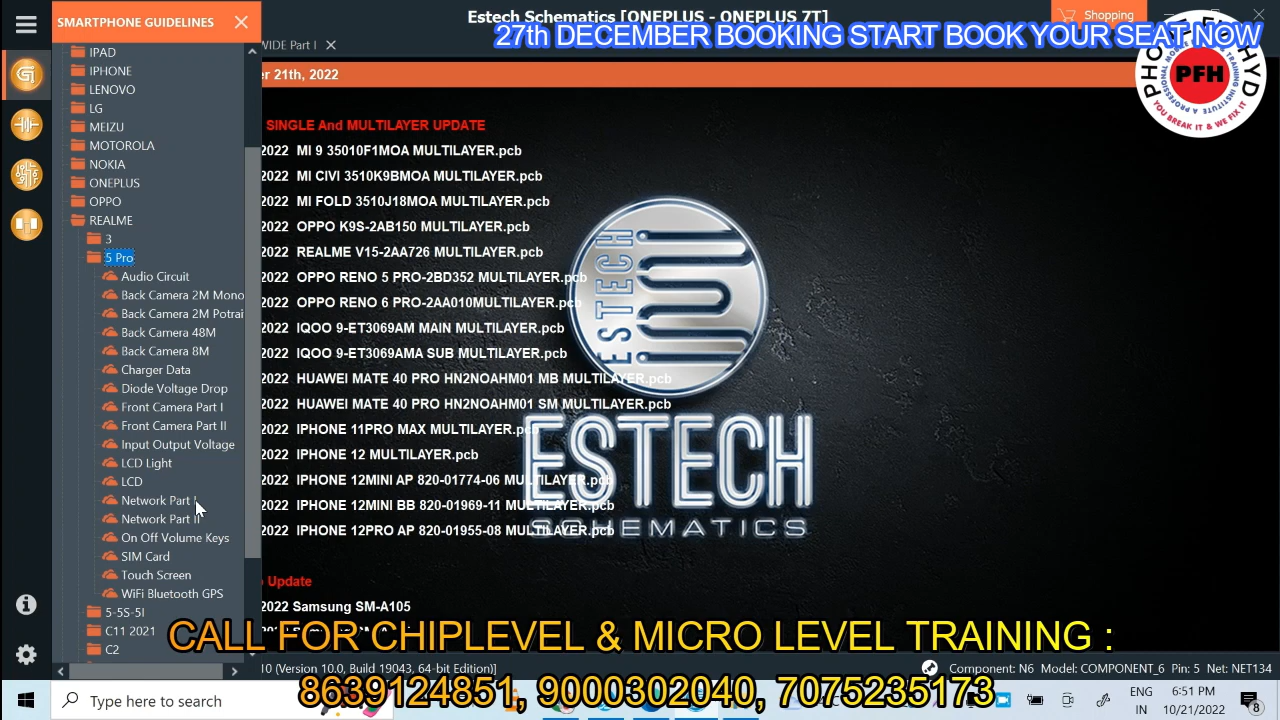 SMARTPHONE GUIDELINES
Estech Schematics [ONEPLUS - ONEPLUS 7T]
Shopping
27th DECEMBER BOOKING START BOOK YOUR SEAT NOW
WIDE Part I
PFH
YOU BREAK IT & WE FIX IT
er 21th, 2022
IPAD
IPHONE
LENOVO
LG
MEIZU
MOTOROLA
NOKIA
ONEPLUS
OPPO
REALME
3
5 Pro
Audio Circuit
Back Camera 2M Mono
Back Camera 2M Potrai
Back Camera 48M
Back Camera 8M
Charger Data
Diode Voltage Drop
Front Camera Part I
Front Camera Part II
Input Output Voltage
LCD Light
LCD
Network Part I
Network Part II
On Off Volume Keys
SIM Card
Touch Screen
WiFi Bluetooth GPS
5-5S-5I
C11 2021
C2
SINGLE And MULTILAYER UPDATE
2022 MI 9 35010F1MOA MULTILAYER.pcb
2022 MI CIVI 3510K9BMOA MULTILAYER.pcb
2022 MI FOLD 3510J18MOA MULTILAYER.pcb
2022 OPPO K9S-2AB150 MULTILAYER.pcb
2022 REALME V15-2AA726 MULTILAYER.pcb
2022 OPPO RENO 5 PRO-2BD352 MULTILAYER.pcb
2022 OPPO RENO 6 PRO-2AA010MULTILAYER.pcb
2022 IQOO 9-ET3069AM MAIN MULTILAYER.pcb
2022 IQOO 9-ET3069AMA SUB MULTILAYER.pcb
2022 HUAWEI MATE 40 PRO HN2NOAHM01 MB MULTILAYER.pcb
2022 HUAWEI MATE 40 PRO HN2NOAHM01 SM MULTILAYER.pcb
2022 IPHONE 11PRO MAX MULTILAYER.pcb
2022 IPHONE 12 MULTILAYER.pcb
2022 IPHONE 12MINI AP 820-01774-06 MULTILAYER.pcb
2022 IPHONE 12MINI BB 820-01969-11 MULTILAYER.pcb
2022 IPHONE 12PRO AP 820-01955-08 MULTILAYER.pcb
Update
2022 Samsung SM-A105
ESTECH
ESTECH
SCHEMATICS
CALL FOR CHIPLEVEL & MICRO LEVEL TRAINING :
10 (Version 10.0, Build 19043, 64-bit Edition)]
Component: N6 Model: COMPONENT_6 Pin: 5 Net: NET134
8639124851, 9000302040, 7075235173
Type here to search
ENG
IN
6:51 PM
10/21/2022
8